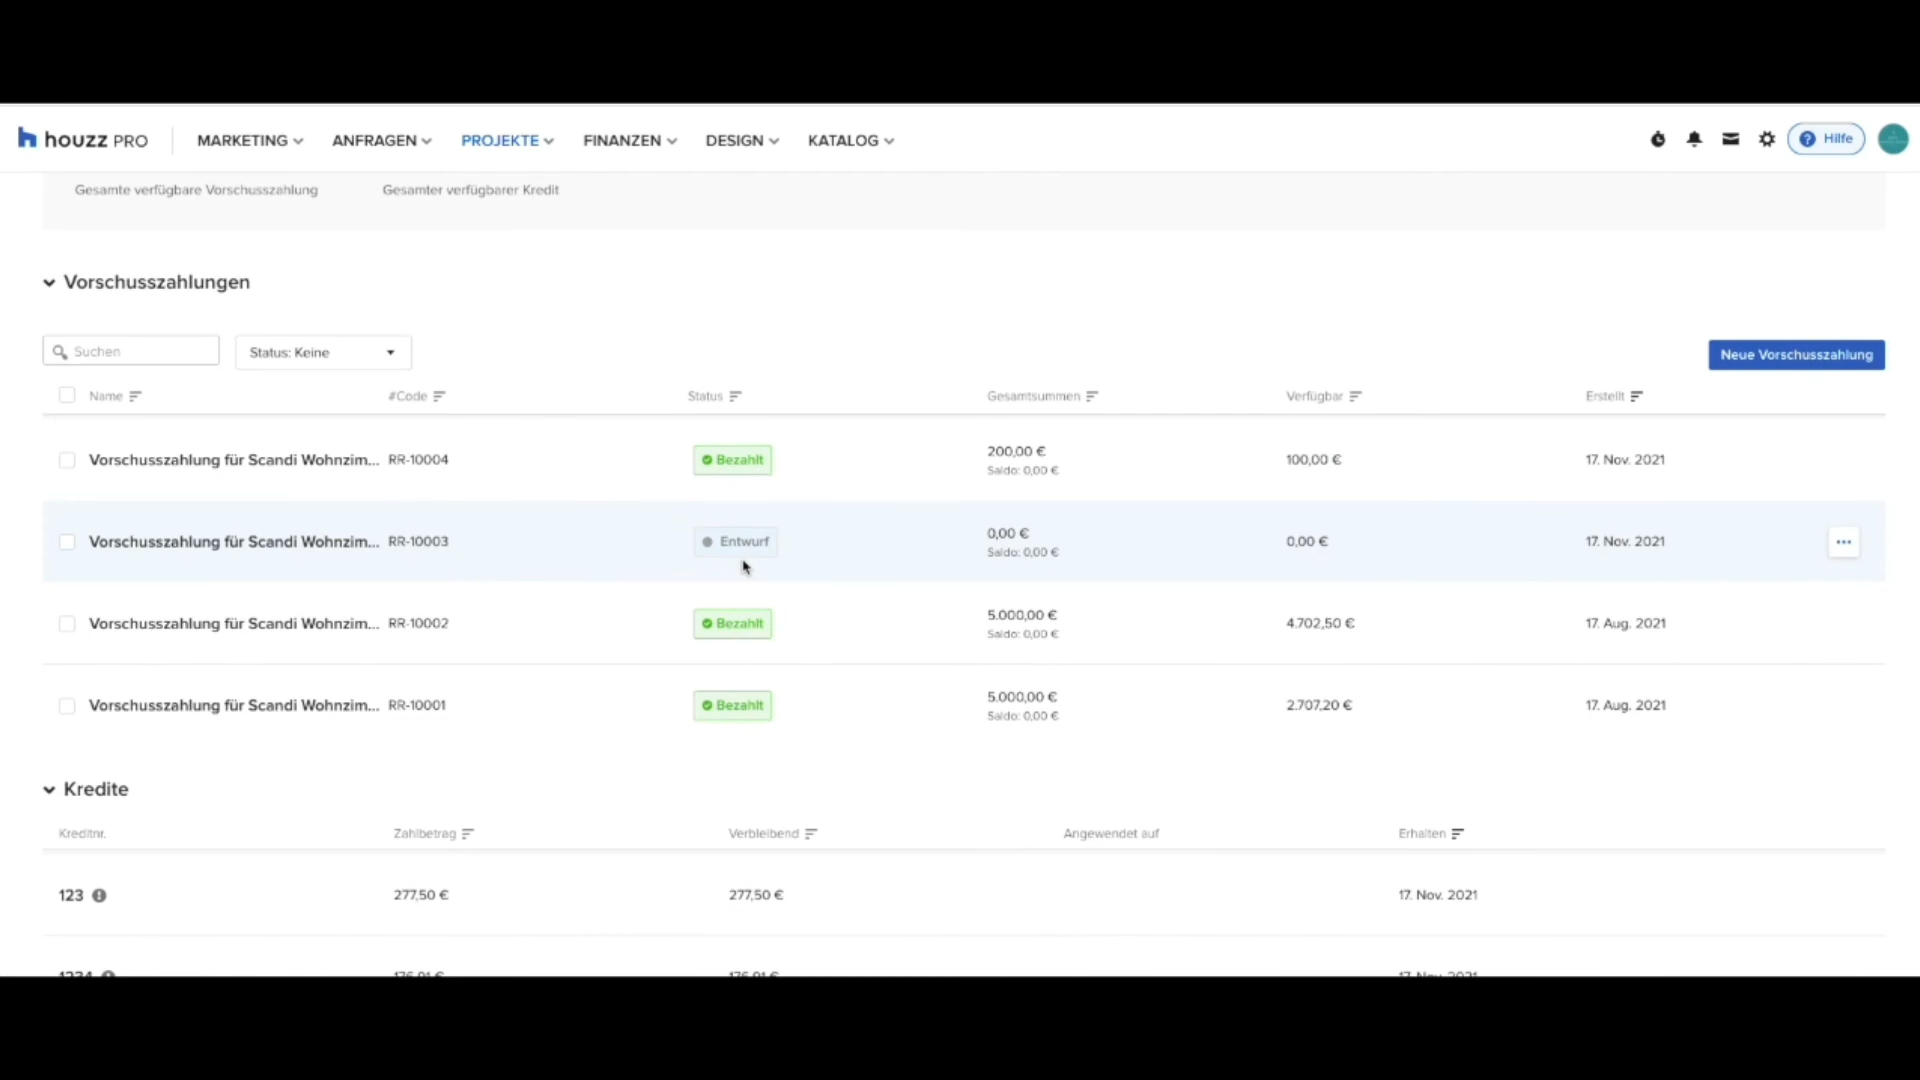 houzz PRO MARKETING ANFRAGEN PROJEKTE FINANZEN DESIGN KATALOG Hilfe
Gesamte verfügbare Vorschusszahlung Gesamter verfügbarer Kredit
Vorschusszahlungen
Suchen Status: Keine Neue Vorschusszahlung
Name #Code Status Gesamtsummen Verfügbar Erstellt
Vorschusszahlung für Scandi Wohnzim... RR-10004 Bezahlt 200,00 € 100,00 € 17. Nov. 2021
Saldo: 0,00 €
Vorschusszahlung für Scandi Wohnzim... RR-10003 Entwurf 0,00 € 0,00 € 17. Nov. 2021
Saldo: 0,00 €
Vorschusszahlung für Scandi Wohnzim... RR-10002 Bezahlt 5.000,00 € 4.702,50 € 17. Aug. 2021
Saldo: 0,00 €
Vorschusszahlung für Scandi Wohnzim... RR-10001 Bezahlt 5.000,00 € 2.707,20 € 17. Aug. 2021
Saldo: 0,00 €
Kredite
Kreditnr. Zahlbetrag Verbleibend Angewendet auf Erhalten
123 277,50 € 277,50 € 17. Nov. 2021